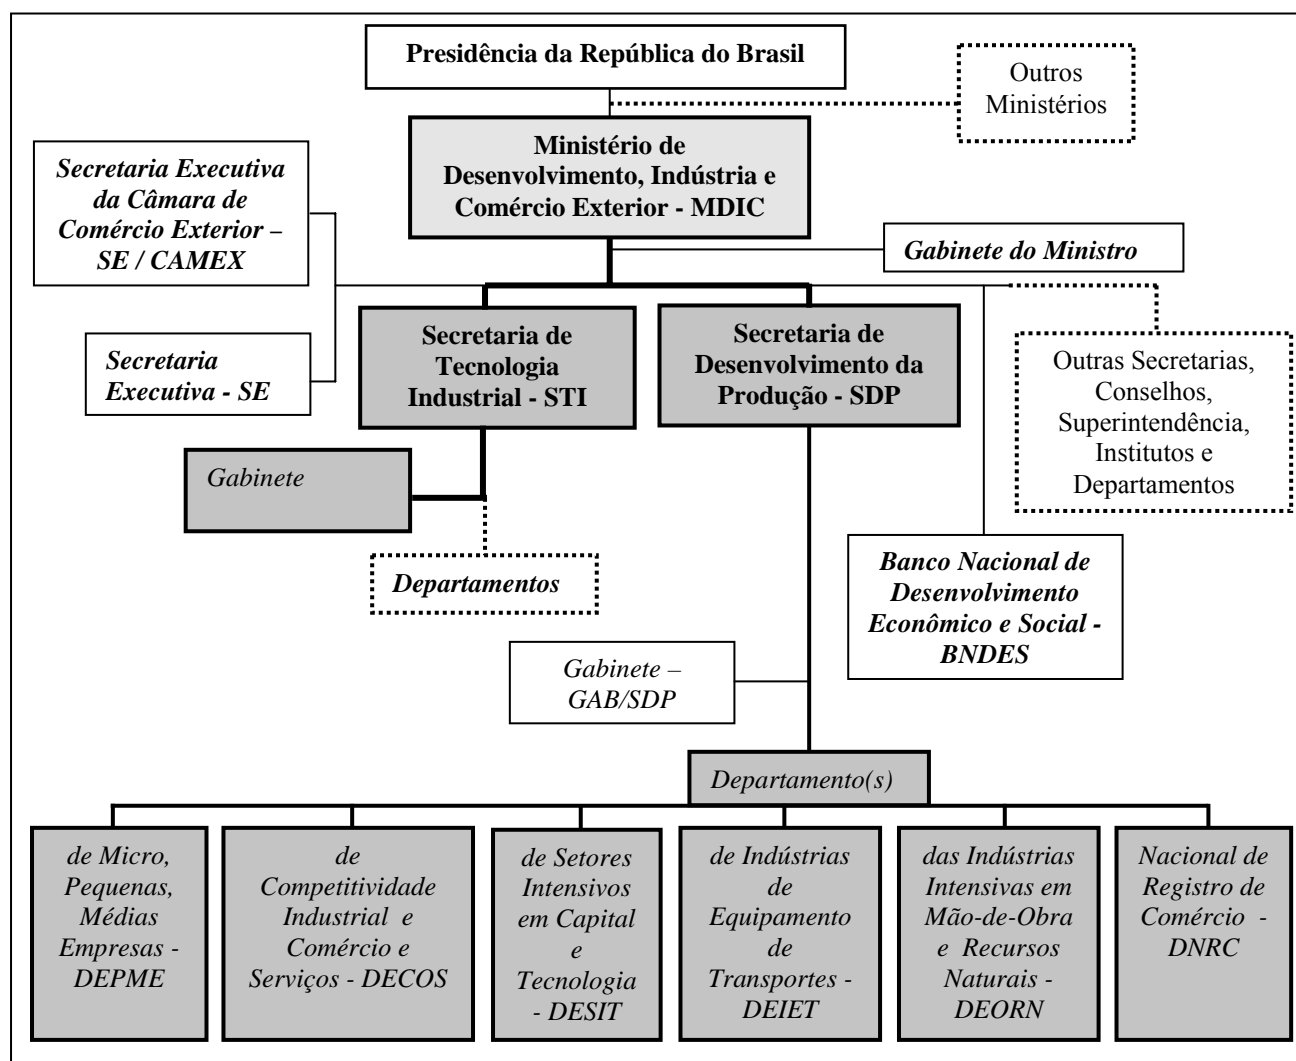 Presidência da República do Brasil
Outros
Ministérios
Ministério de
Desenvolvimento, Indústria e
Comércio Exterior - MDIC
Secretaria Executiva
da Câmara de
Comércio Exterior –
SE / CAMEX
Gabinete do Ministro
Secretaria
Executiva - SE
Secretaria de
Tecnologia
Industrial - STI
Secretaria de
Desenvolvimento da
Produção - SDP
Outras Secretarias,
Conselhos,
Superintendência,
Institutos e
Departamentos
Gabinete
Departamentos
Banco Nacional de
Desenvolvimento
Econômico e Social -
BNDES
Gabinete –
GAB/SDP
Departamento(s)
de Micro,
Pequenas,
Médias
Empresas -
DEPME
de
Competitividade
Industrial e
Comércio e
Serviços - DECOS
de Setores
Intensivos
em Capital
e
Tecnologia
- DESIT
de Indústrias
de
Equipamento
de
Transportes -
DEIET
das Indústrias
Intensivas em
Mão-de-Obra
e Recursos
Naturais -
DEORN
Nacional de
Registro de
Comércio -
DNRC